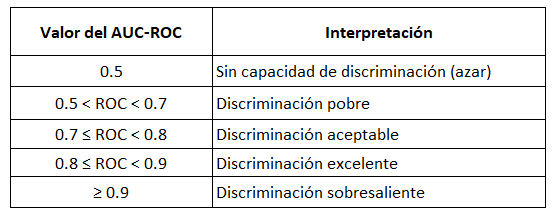 Valor del AUC-ROC Interpretación
0.5 Sin capacidad de discriminación (azar)
0.5 < ROC < 0.7 Discriminación pobre
0.7 ≤ ROC < 0.8 Discriminación aceptable
0.8 ≤ ROC < 0.9 Discriminación excelente
≥ 0.9 Discriminación sobresaliente